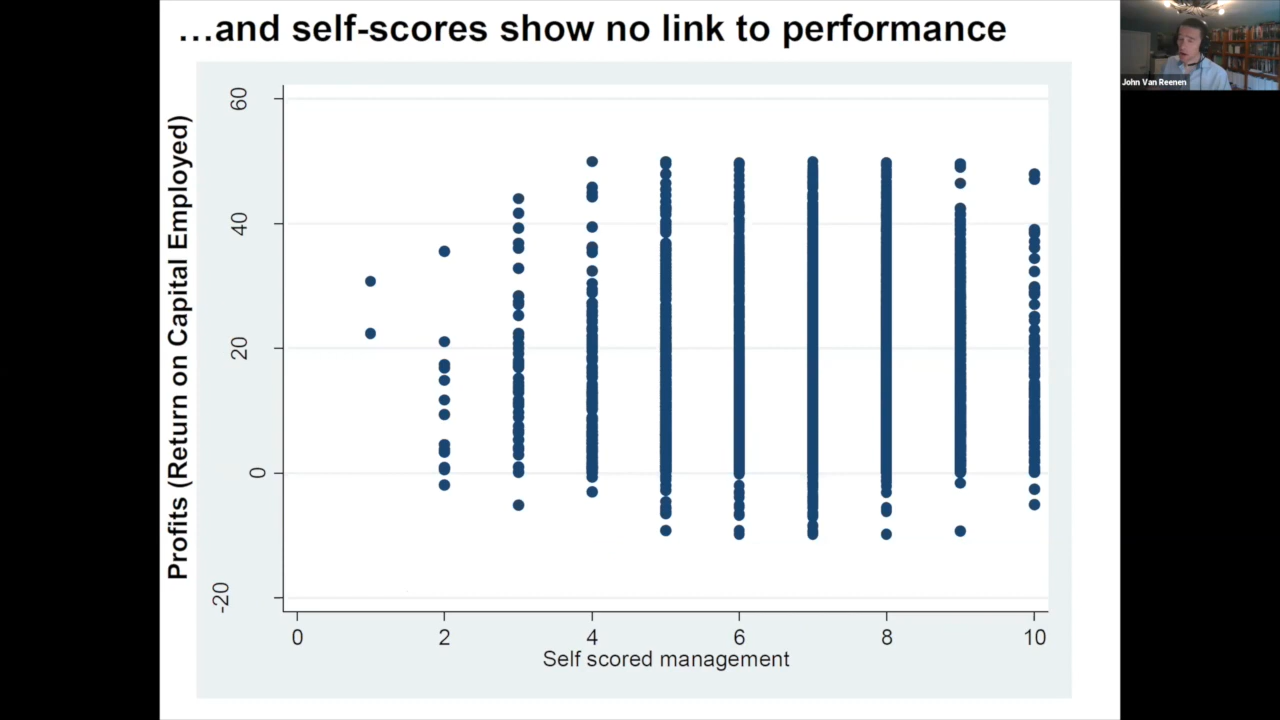 …and self-scores show no link to performance
John Van Reenen
Profits (Return on Capital Employed)
60
40
20
0
-20
0 2 4 6 8 10
Self scored management